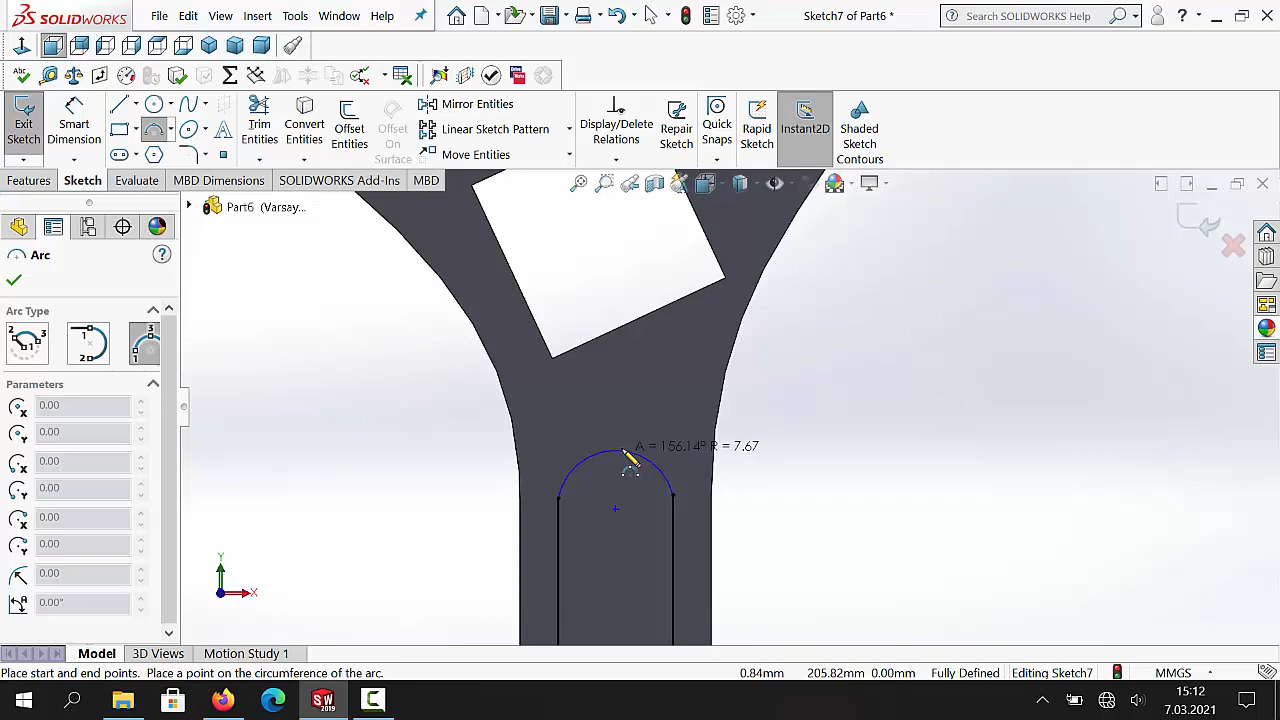 SOLIDWORKS
File Edit View Insert Tools Window Help
Sketch7 of Part6 *
Search SOLIDWORKS Help
Exit Sketch
Smart Dimension
Trim Entities
Convert Entities
Offset Entities
Offset On Surface
Mirror Entities
Linear Sketch Pattern
Move Entities
Display/Delete Relations
Repair Sketch
Quick Snaps
Rapid Sketch
Instant2D
Shaded Sketch Contours
Features Sketch Evaluate MBD Dimensions SOLIDWORKS Add-Ins MBD
Part6 (Varsay...
Arc
Arc Type
Parameters
0.00
0.00
0.00
0.00
0.00
0.00
0.00
0.00°
A = 156.14° R = 7.67
Y
X
Model 3D Views Motion Study 1
Place start and end points. Place a point on the circumference of the arc.
0.84mm 205.82mm 0.00mm Fully Defined Editing Sketch7 MMGS
15:12
7.03.2021